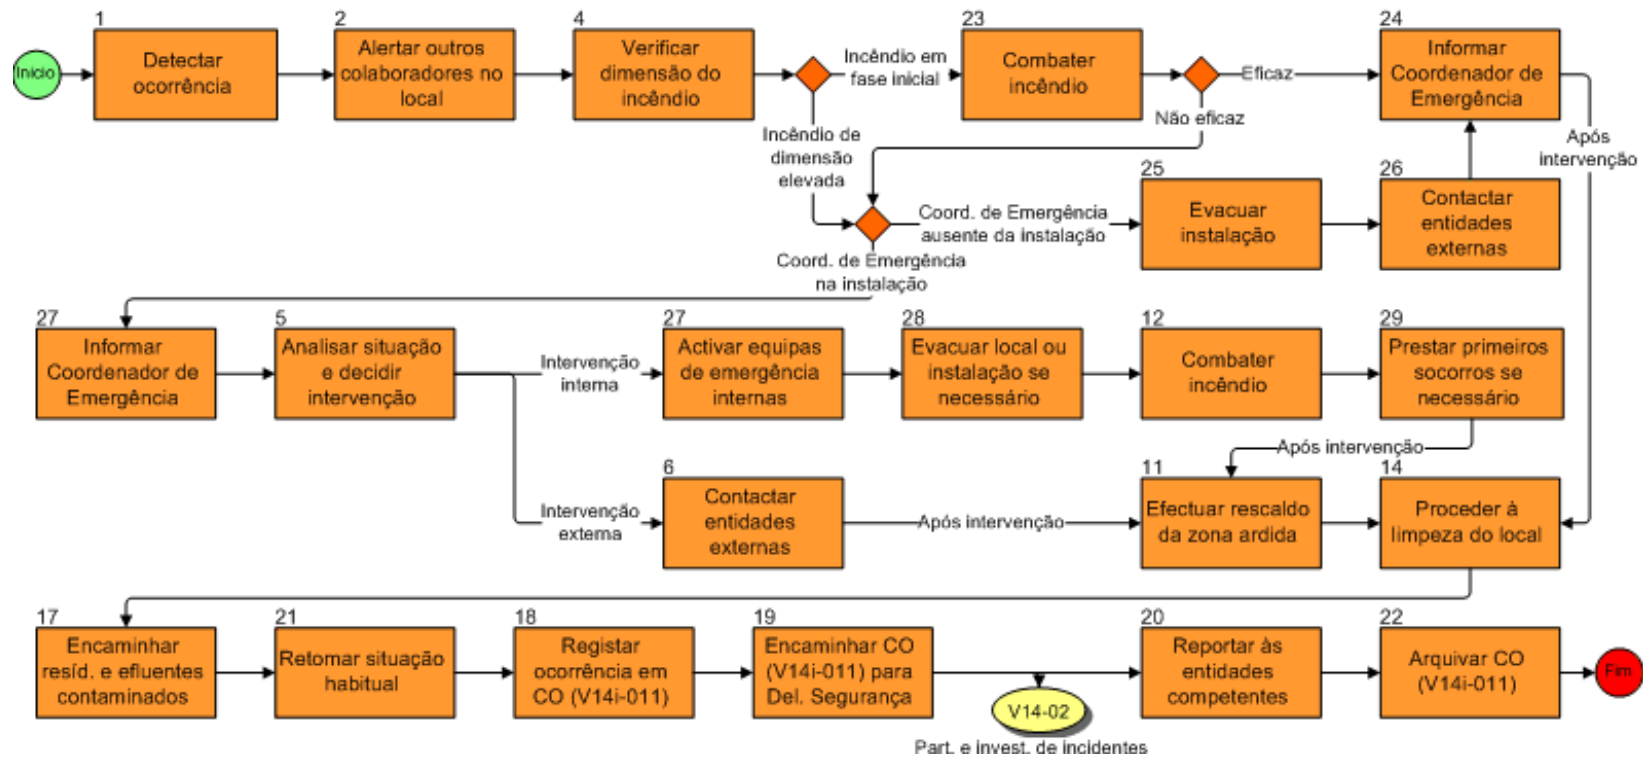 Inicio
1
Detectar
ocorrência
2
Alertar outros
colaboradores no
local
4
Verificar
dimensão do
incêndio
Incêndio em
fase inicial
23
Combater
incêndio
Eficaz
24
Informar
Coordenador de
Emergência
Incêndio de
dimensão
elevada
Não eficaz
Após
intervenção
Coord. de Emergência
ausente da instalação
25
Evacuar
instalação
26
Contactar
entidades
externas
Coord. de Emergência
na instalação
27
Informar
Coordenador de
Emergência
5
Analisar situação
e decidir
intervenção
Intervenção
interna
27
Activar equipas
de emergência
internas
28
Evacuar local ou
instalação se
necessário
12
Combater
incêndio
29
Prestar primeiros
socorros se
necessário
Após intervenção
Intervenção
externa
6
Contactar
entidades
externas
Após intervenção
11
Efectuar rescaldo
da zona ardida
14
Proceder à
limpeza do local
17
Encaminhar
resíd. e efluentes
contaminados
21
Retomar situação
habitual
18
Registar
ocorrência em
CO (V14i-011)
19
Encaminhar CO
(V14i-011) para
Del. Segurança
V14-02
Part. e invest. de incidentes
20
Reportar às
entidades
competentes
22
Arquivar CO
(V14i-011)
Fim